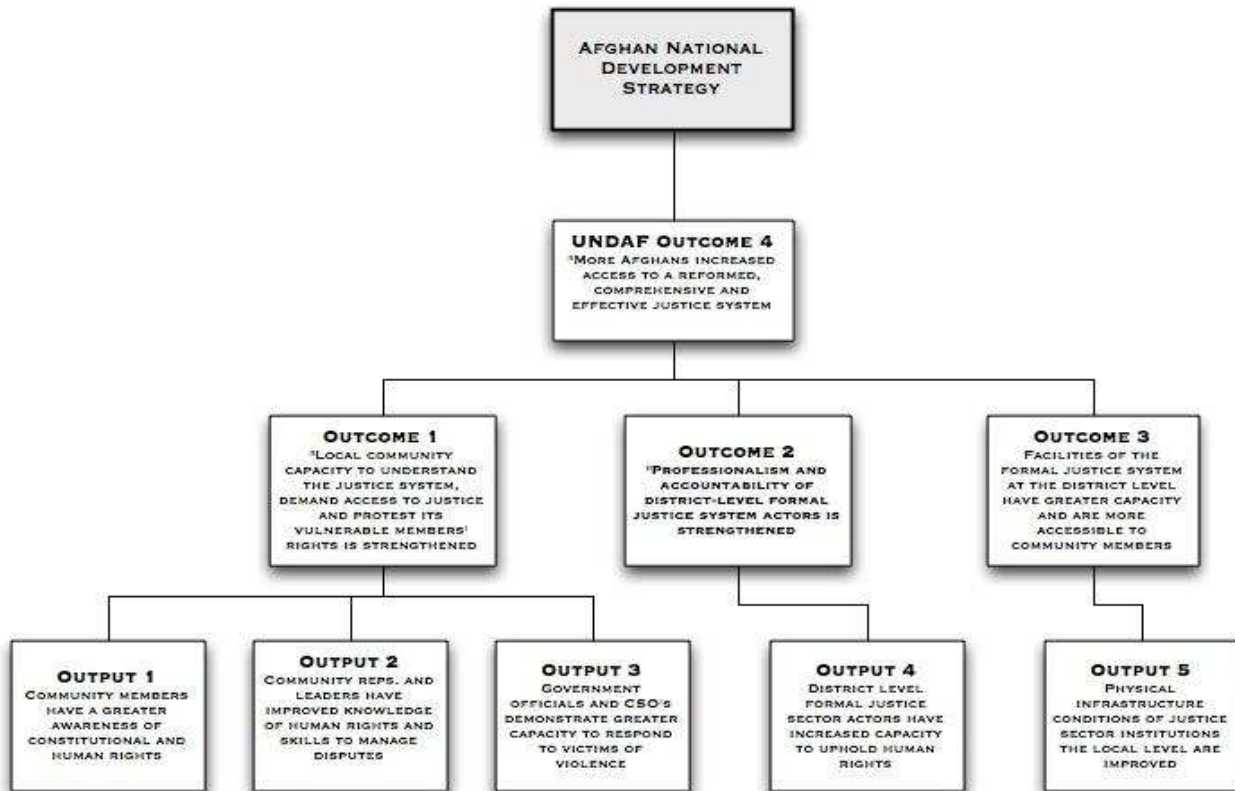 AFGHAN NATIONAL
DEVELOPMENT
STRATEGY
UNDAF OUTCOME 4
"MORE AFGHANS INCREASED
ACCESS TO A REFORMED,
COMPREHENSIVE AND
EFFECTIVE JUSTICE SYSTEM
OUTCOME 1
"LOCAL COMMUNITY
CAPACITY TO UNDERSTAND
THE JUSTICE SYSTEM,
DEMAND ACCESS TO JUSTICE
AND PROTEST ITS
VULNERABLE MEMBERS'
RIGHTS IS STRENGTHENED
OUTCOME 2
"PROFESSIONALISM AND
ACCOUNTABILITY OF
DISTRICT-LEVEL FORMAL
JUSTICE SYSTEM ACTORS IS
STRENGTHENED
OUTCOME 3
FACILITIES OF THE
FORMAL JUSTICE SYSTEM
AT THE DISTRICT LEVEL
HAVE GREATER CAPACITY
AND ARE MORE
ACCESSIBLE TO
COMMUNITY MEMBERS
OUTPUT 1
COMMUNITY MEMBERS
HAVE A GREATER
AWARENESS OF
CONSTITUTIONAL AND
HUMAN RIGHTS
OUTPUT 2
COMMUNITY REPS. AND
LEADERS HAVE
IMPROVED KNOWLEDGE
OF HUMAN RIGHTS AND
SKILLS TO MANAGE
DISPUTES
OUTPUT 3
GOVERNMENT
OFFICIALS AND CSO'S
DEMONSTRATE GREATER
CAPACITY TO RESPOND
TO VICTIMS OF
VIOLENCE
OUTPUT 4
DISTRICT LEVEL
FORMAL JUSTICE
SECTOR ACTORS HAVE
INCREASED CAPACITY
TO UPHOLD HUMAN
RIGHTS
OUTPUT 5
PHYSICAL
INFRASTRUCTURE
CONDITIONS OF JUSTICE
SECTOR INSTITUTIONS
THE LOCAL LEVEL ARE
IMPROVED